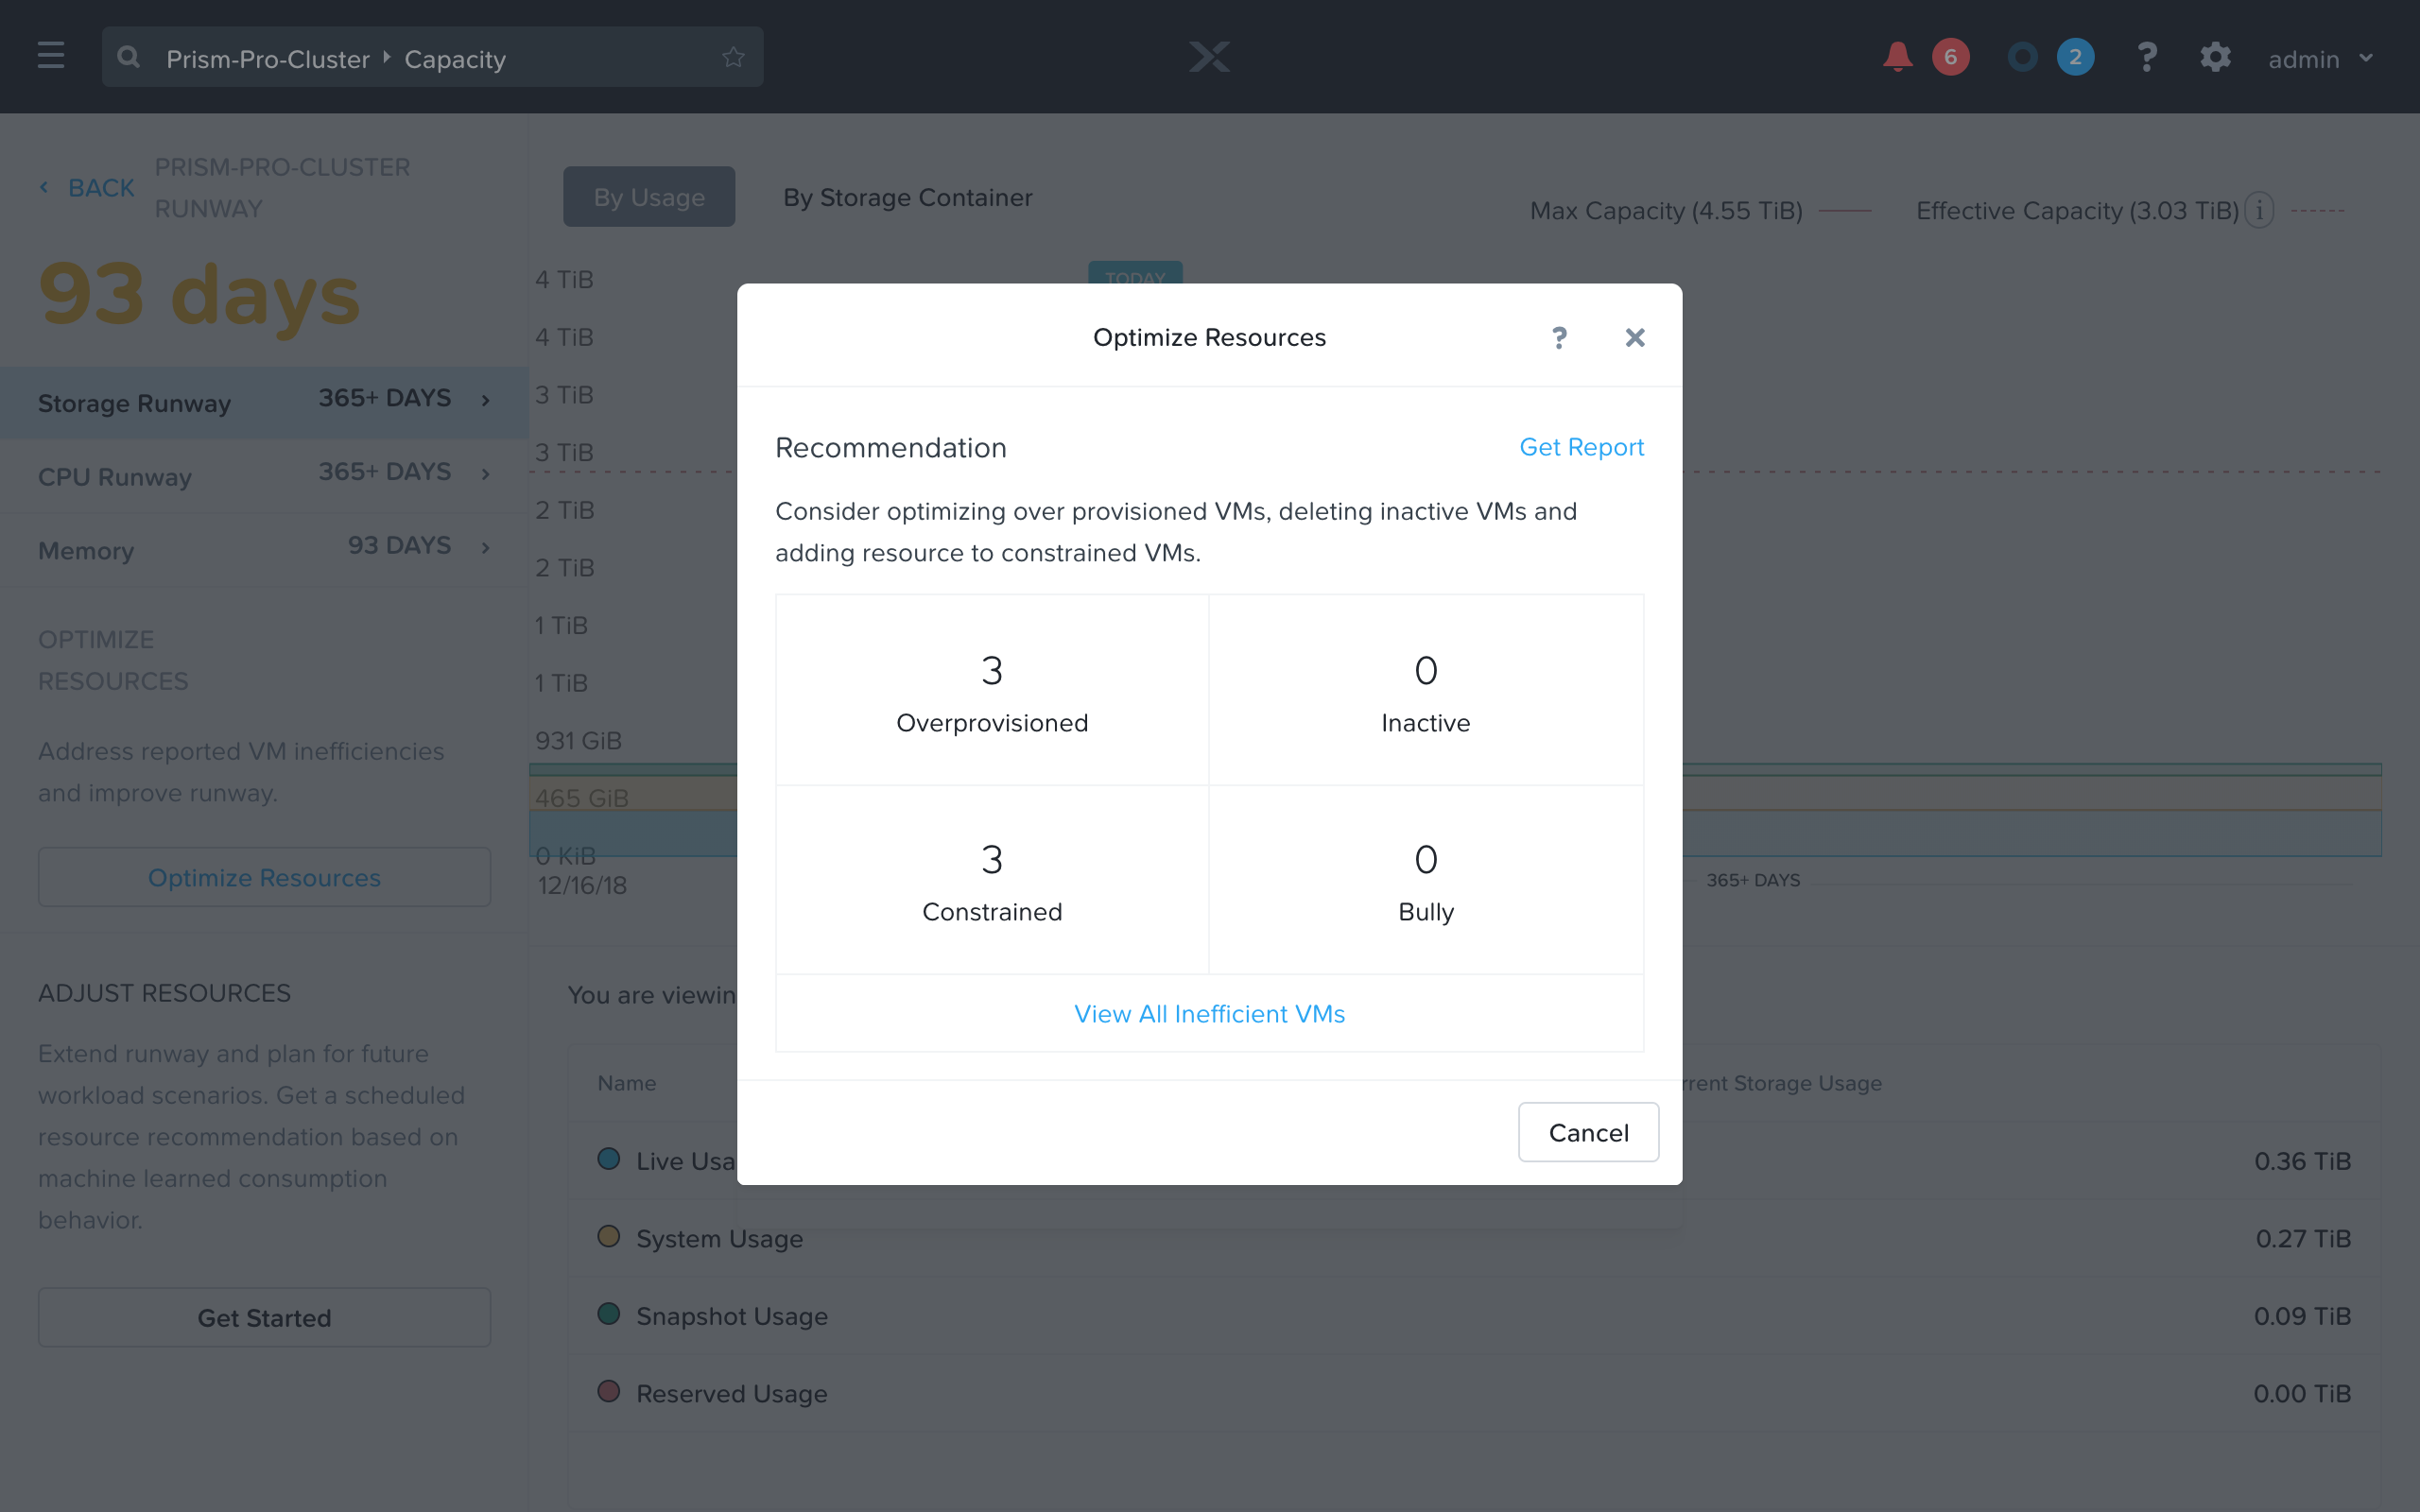 Prism-Pro-Cluster Capacity
6
2
?
admin
BACK
PRISM-PRO-CLUSTER
RUNWAY
93 days
Storage Runway 365+ DAYS
CPU Runway 365+ DAYS
Memory 93 DAYS
OPTIMIZE
RESOURCES
Address reported VM inefficiencies
and improve runway.
Optimize Resources
ADJUST RESOURCES
Extend runway and plan for future
workload scenarios. Get a scheduled
resource recommendation based on
machine learned consumption
behavior.
Get Started
By Usage By Storage Container
Max Capacity (4.55 TiB) Effective Capacity (3.03 TiB) i
TODAY
4 TiB
4 TiB
3 TiB
3 TiB
2 TiB
2 TiB
1 TiB
1 TiB
931 GiB
465 GiB
0 KiB
12/16/18
365+ DAYS
Optimize Resources
?
Recommendation Get Report
Consider optimizing over provisioned VMs, deleting inactive VMs and
adding resource to constrained VMs.
3
Overprovisioned
0
Inactive
3
Constrained
0
Bully
View All Inefficient VMs
Cancel
You are viewin
Name rrent Storage Usage
Live Usa 0.36 TiB
System Usage 0.27 TiB
Snapshot Usage 0.09 TiB
Reserved Usage 0.00 TiB